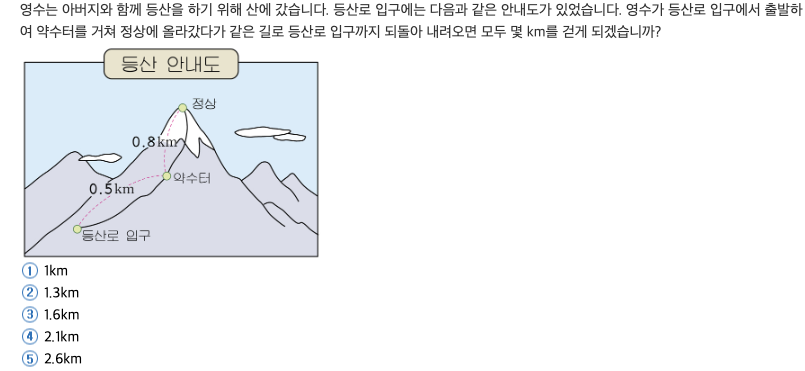 영수는 아버지와 함께 등산을 하기 위해 산에 갔습니다. 등산로 입구에는 다음과 같은 안내도가 있었습니다. 영수가 등산로 입구에서 출발하
여 약수터를 거쳐 정상에 올라갔다가 같은 길로 등산로 입구까지 되돌아 내려오면 모두 몇 km를 걷게 되겠습니까?
등산 안내도
정상
0.8km
약수터
0.5km
등산로 입구
① 1km
② 1.3km
③ 1.6km
④ 2.1km
⑤ 2.6km